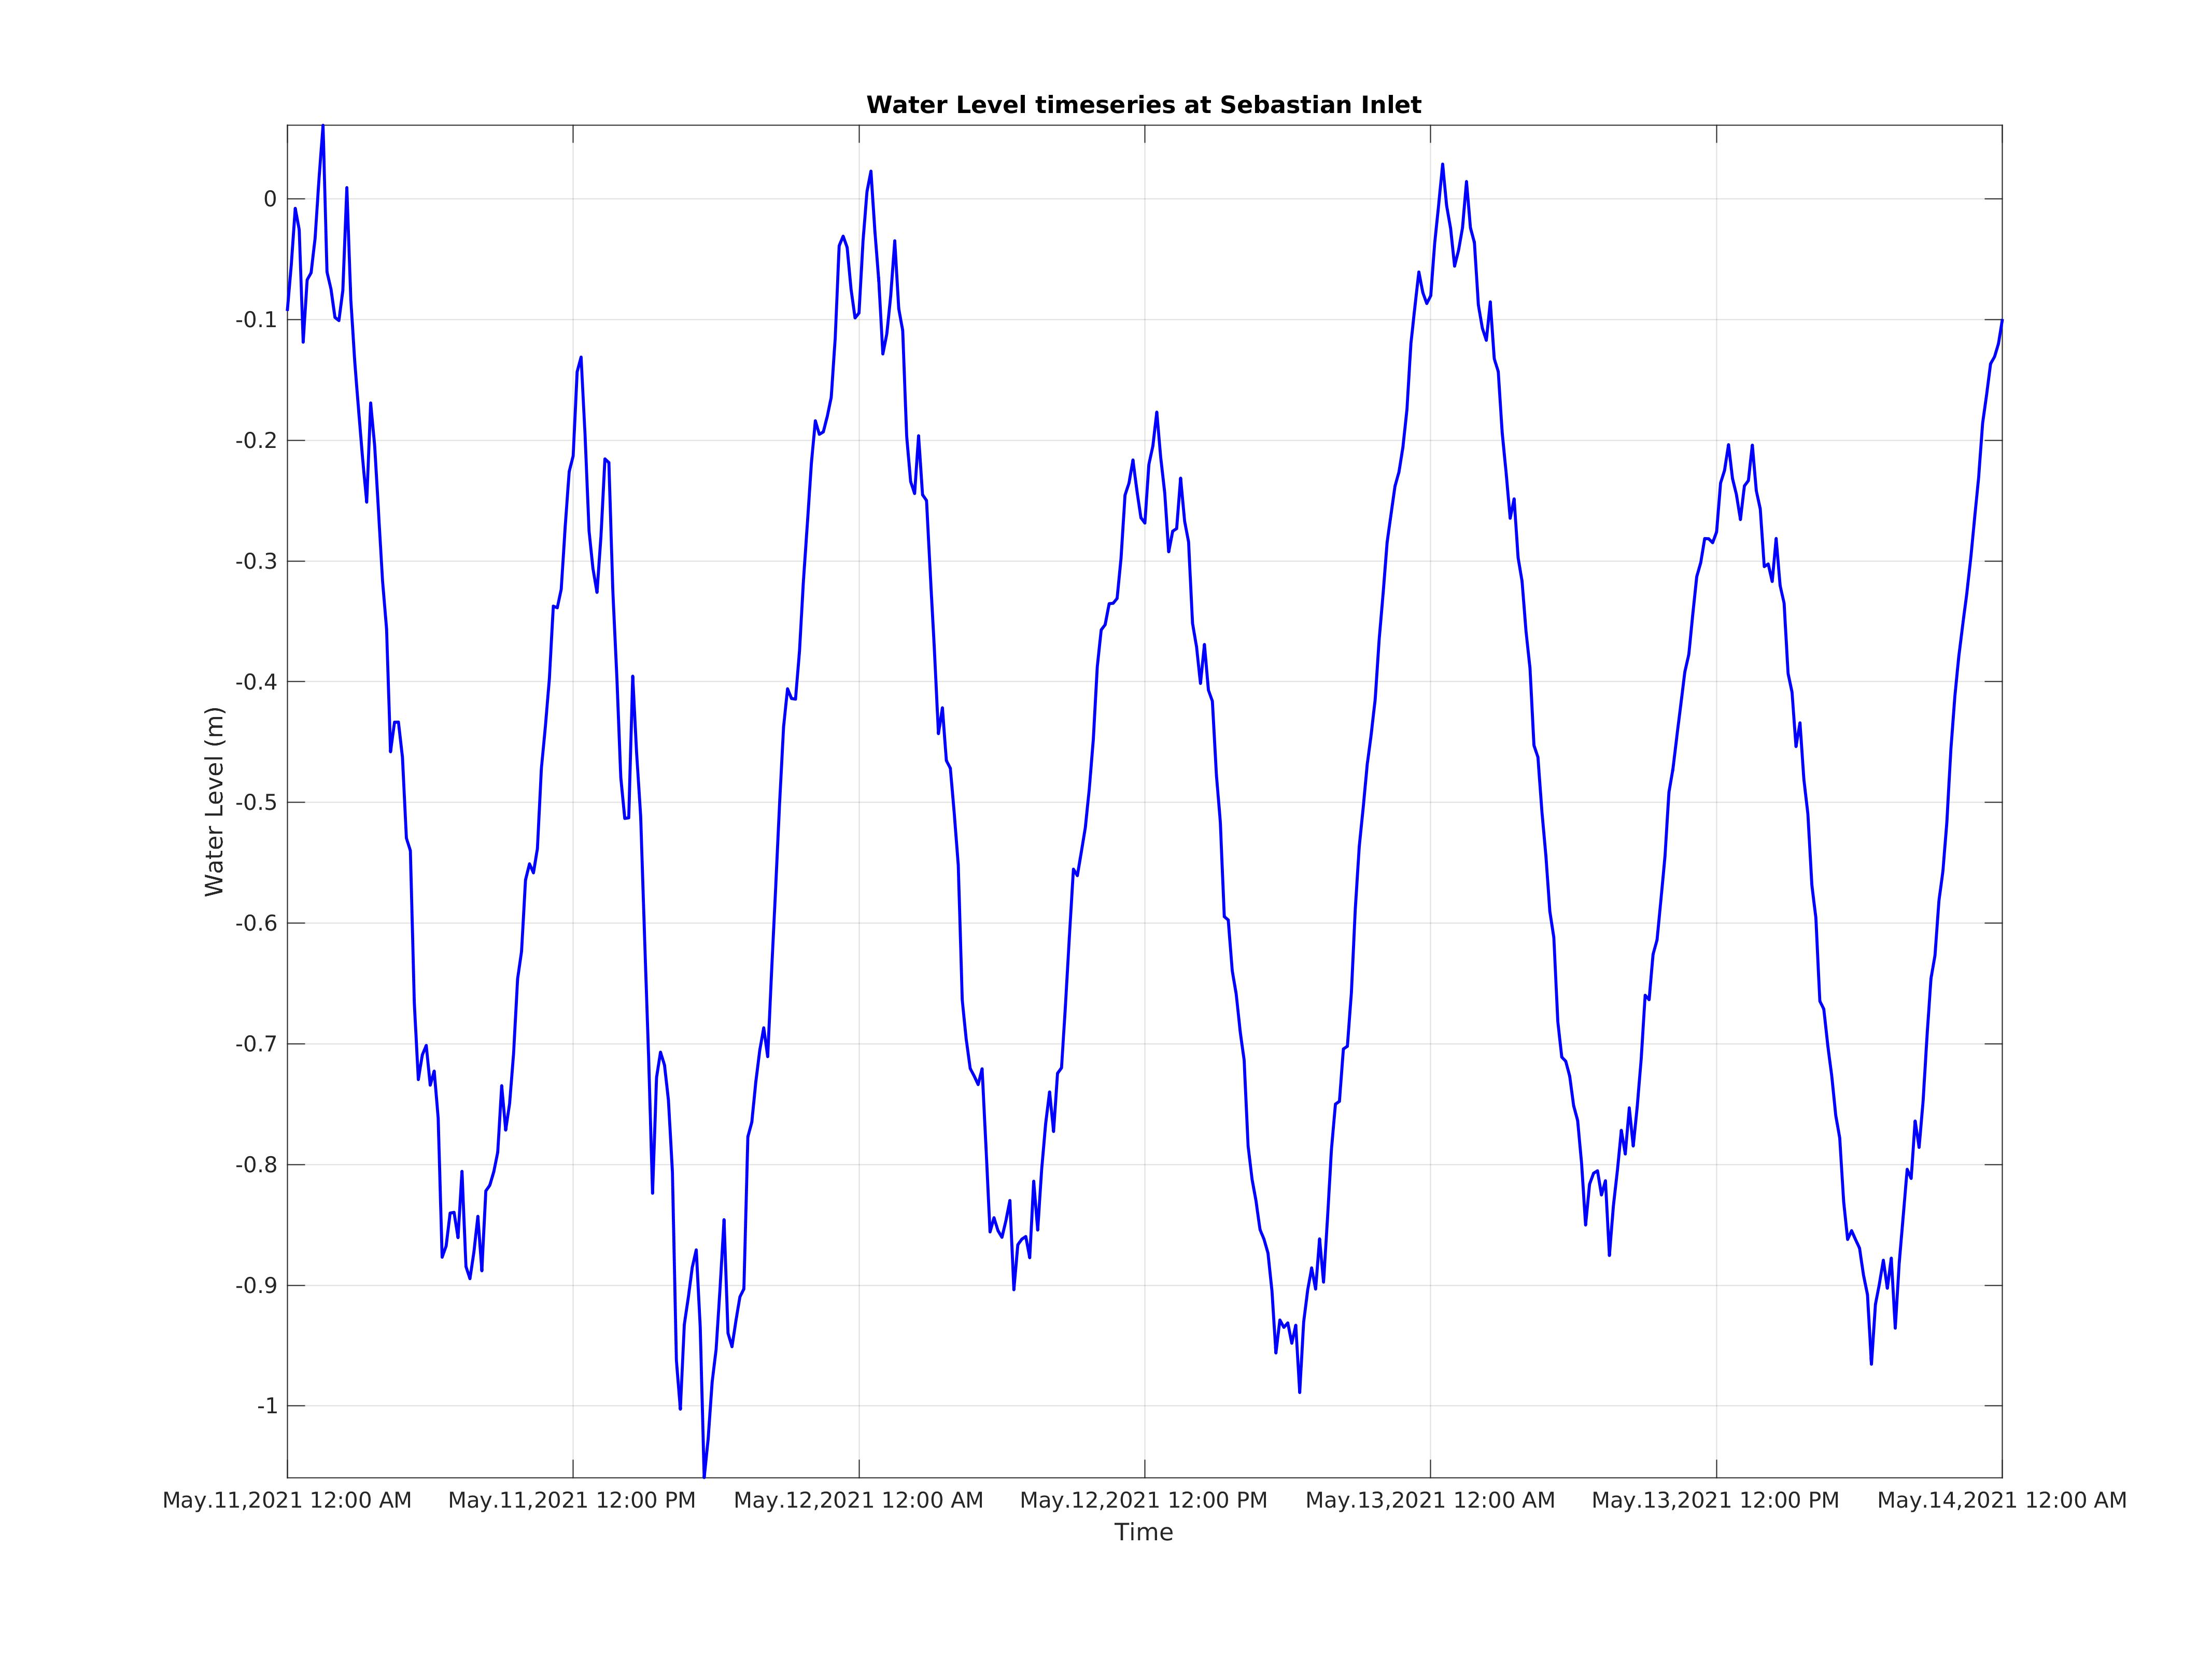 Water Level timeseries at Sebastian Inlet
0
-0.1
-0.2
-0.3
-0.4
-0.5
-0.6
-0.7
-0.8
-0.9
-1
Water Level (m)
May.11,2021 12:00 AM
May.11,2021 12:00 PM
May.12,2021 12:00 AM
May.12,2021 12:00 PM
May.13,2021 12:00 AM
May.13,2021 12:00 PM
May.14,2021 12:00 AM
Time